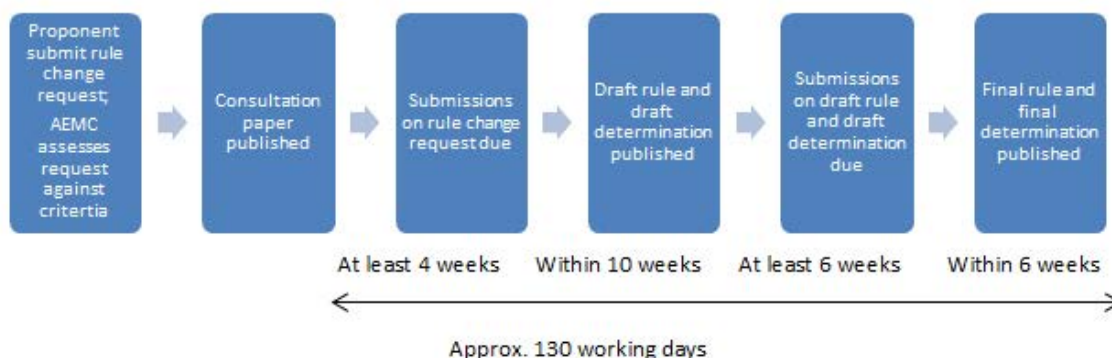 Proponent
submit rule
change
request;
AEMC
assesses
request
against
critertia
Consultation
paper
published
Submissions
on rule change
request due
Draft rule and
draft
determination
published
Submissions
on draft rule
and draft
determination
due
Final rule and
final
determination
published
At least 4 weeks
Within 10 weeks
At least 6 weeks
Within 6 weeks
Approx. 130 working days